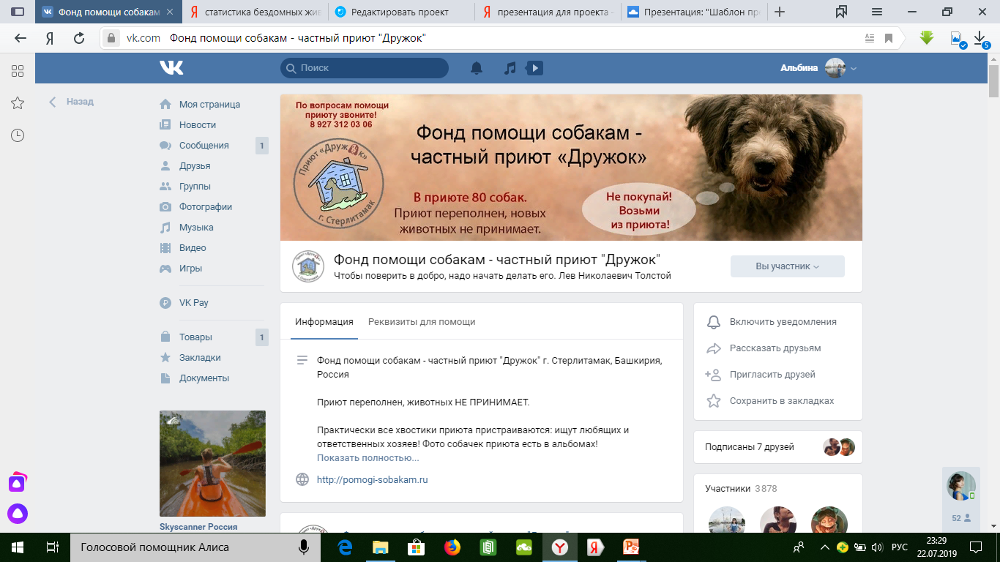 Фонд помощи собакам
статистика бездомных жив
Редактировать проект
презентация для проекта -
Презентация: "Шаблон пре
Я
vk.com Фонд помощи собакам - частный приют "Дружок"
5
Поиск
Альбина
Назад
Моя страница
Новости
Сообщения 1
Друзья
Группы
Фотографии
Музыка
Видео
Игры
VK Pay
Товары 1
Закладки
Документы
Skyscanner Россия
По вопросам помощи
приюту звоните!
8 927 312 03 06
Приют «Дружок»
г. Стерлитамак
Фонд помощи собакам -
частный приют «Дружок»
В приюте 80 собак.
Приют переполнен, новых
животных не принимает.
Не покупай!
Возьми
из приюта!
Фонд помощи собакам - частный приют "Дружок"
Чтобы поверить в добро, надо начать делать его. Лев Николаевич Толстой
Вы участник
Информация
Реквизиты для помощи
Фонд помощи собакам - частный приют "Дружок" г. Стерлитамак, Башкирия,
Россия
Приют переполнен, животных НЕ ПРИНИМАЕТ.
Практически все хвостики приюта пристраиваются: ищут любящих и
ответственных хозяев! Фото собачек приюта есть в альбомах!
Показать полностью...
http://pomogi-sobakam.ru
Включить уведомления
Рассказать друзьям
Пригласить друзей
Сохранить в закладках
Подписаны 7 друзей
Участники 3 878
52
Голосовой помощник Алиса
РУС
23:29
22.07.2019